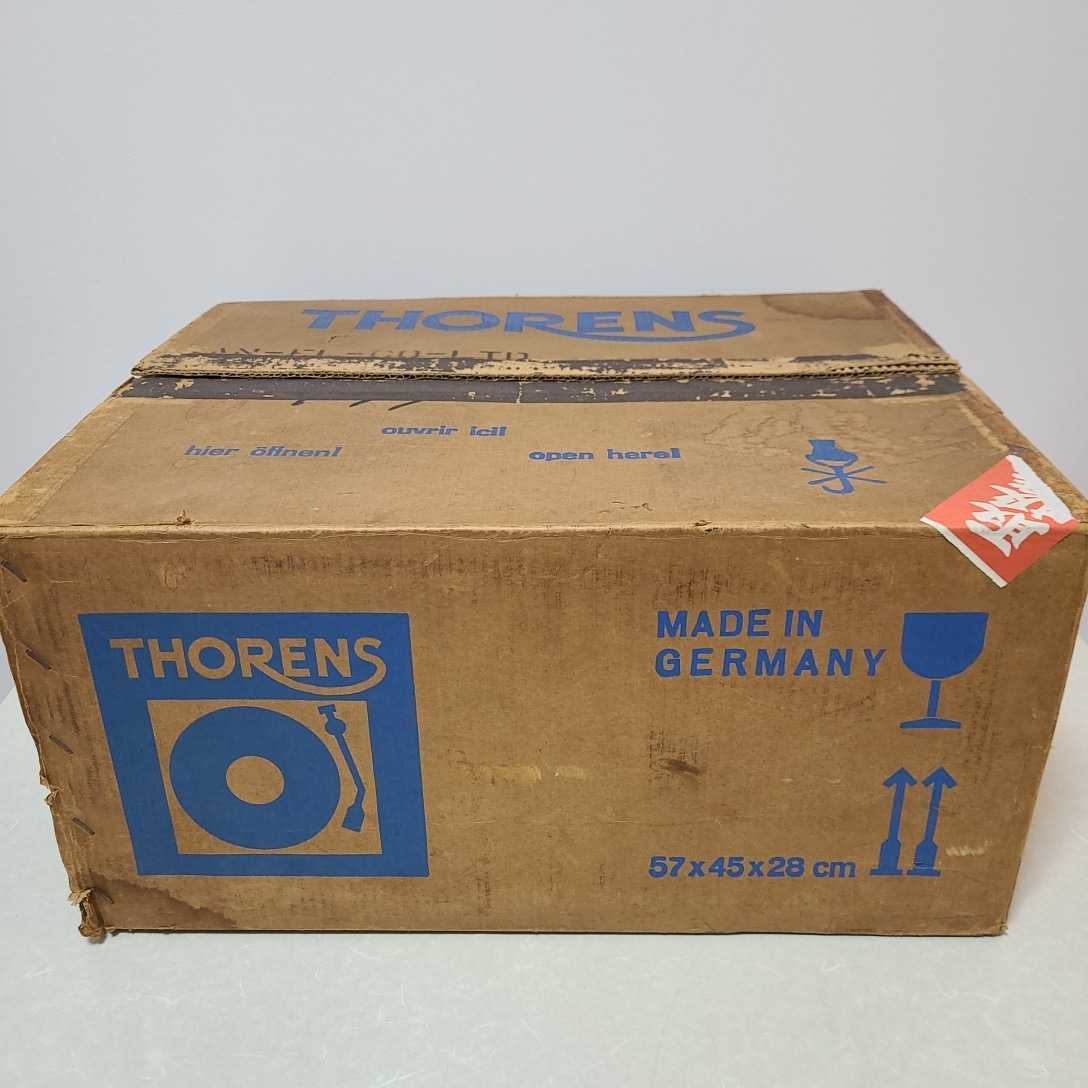 THORENS
ouvrir ici!
hier öffnen!
open here!
THORENS
MADE IN
GERMANY
57x45x28 cm